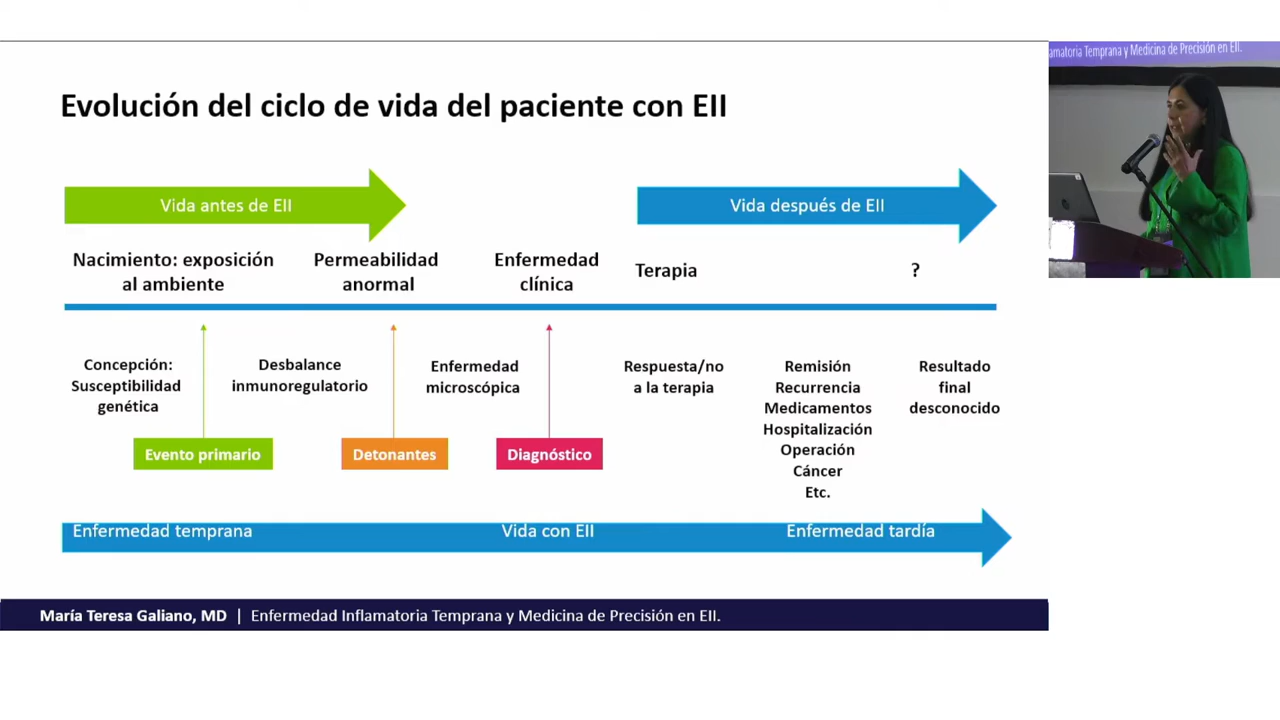 amatoria Temprana y Medicina de Precisión en EII.
Evolución del ciclo de vida del paciente con EII
Vida antes de EII
Vida después de EII
Nacimiento: exposición
al ambiente
Permeabilidad
anormal
Enfermedad
clínica
Terapia
?
Concepción:
Susceptibilidad
genética
Desbalance
inmunoregulatorio
Enfermedad
microscópica
Respuesta/no
a la terapia
Remisión
Recurrencia
Medicamentos
Hospitalización
Operación
Cáncer
Etc.
Resultado
final
desconocido
Evento primario
Detonantes
Diagnóstico
Enfermedad temprana
Vida con EII
Enfermedad tardía
María Teresa Galiano, MD | Enfermedad Inflamatoria Temprana y Medicina de Precisión en EII.